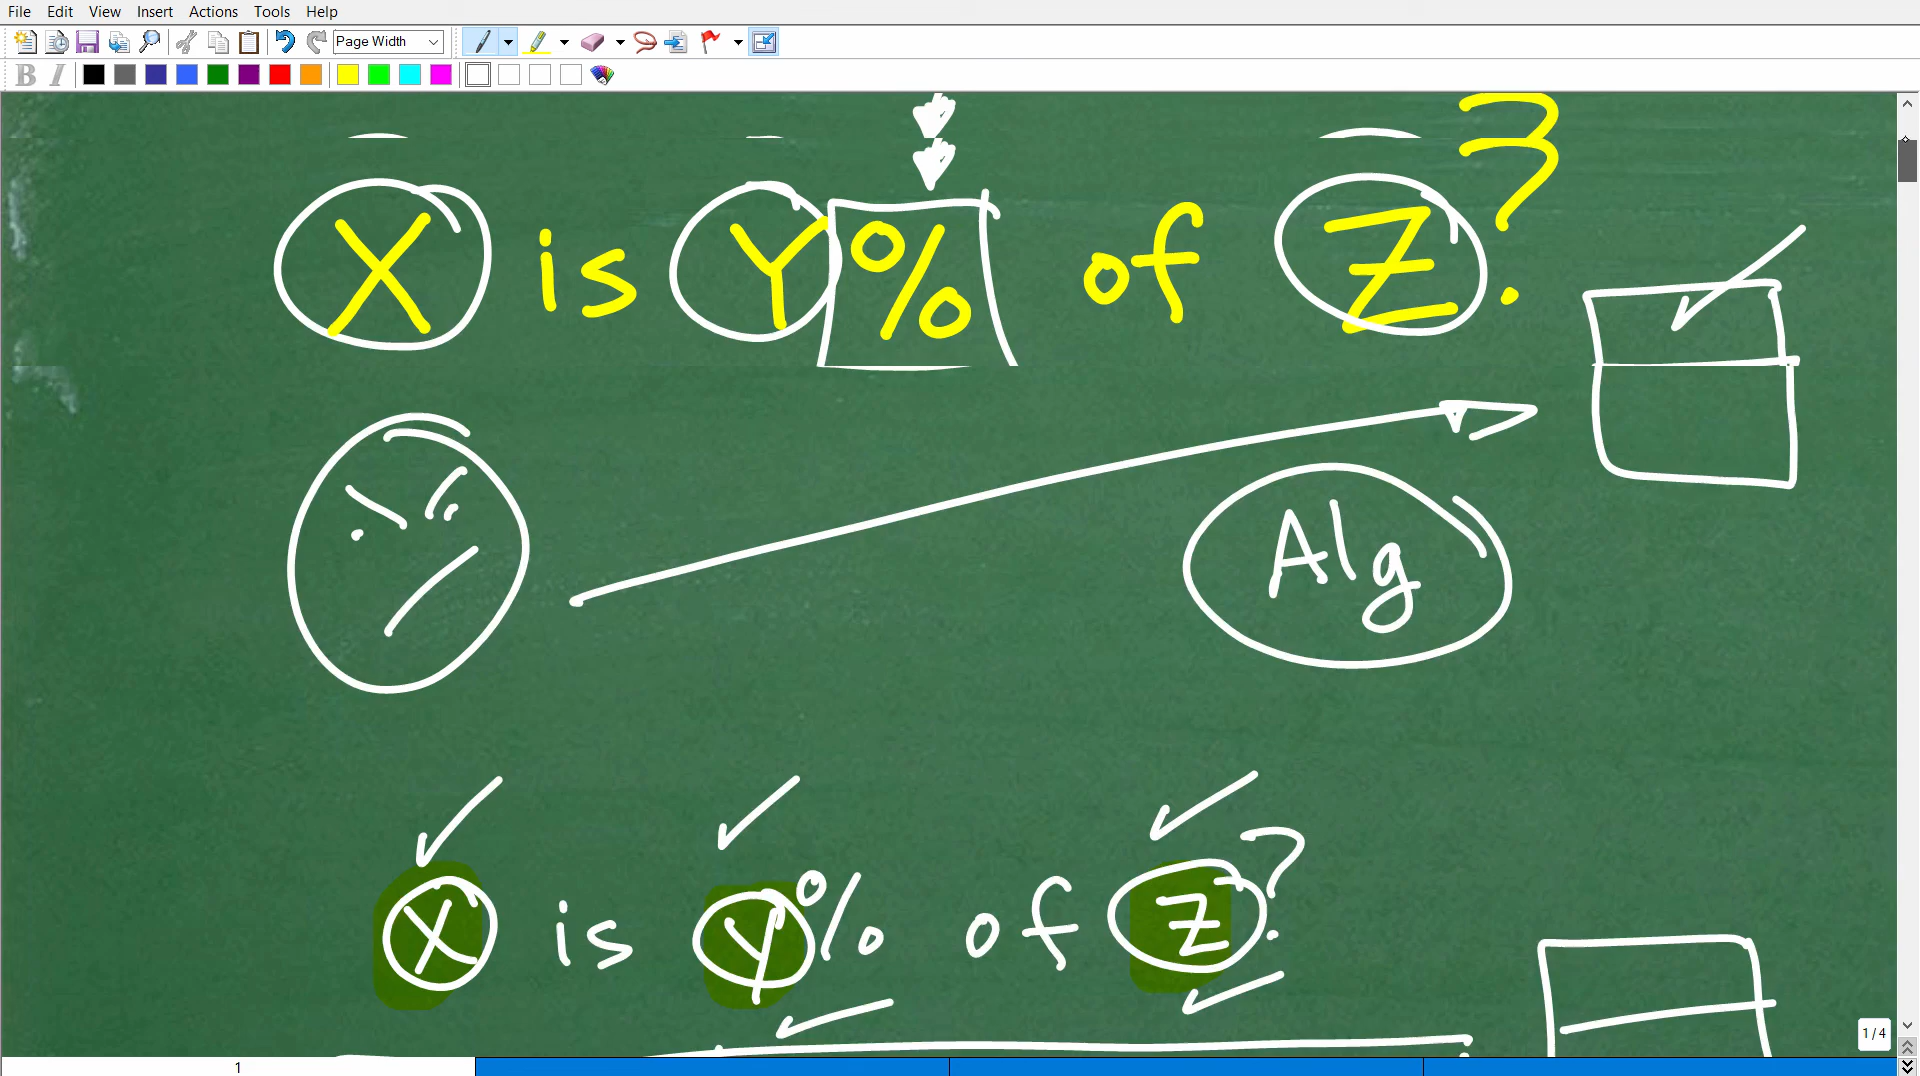 File Edit View Insert Actions Tools Help
Page Width
B I
?
X is Y% of Z?
Alg
X is Y% of Z?
1 / 4
1